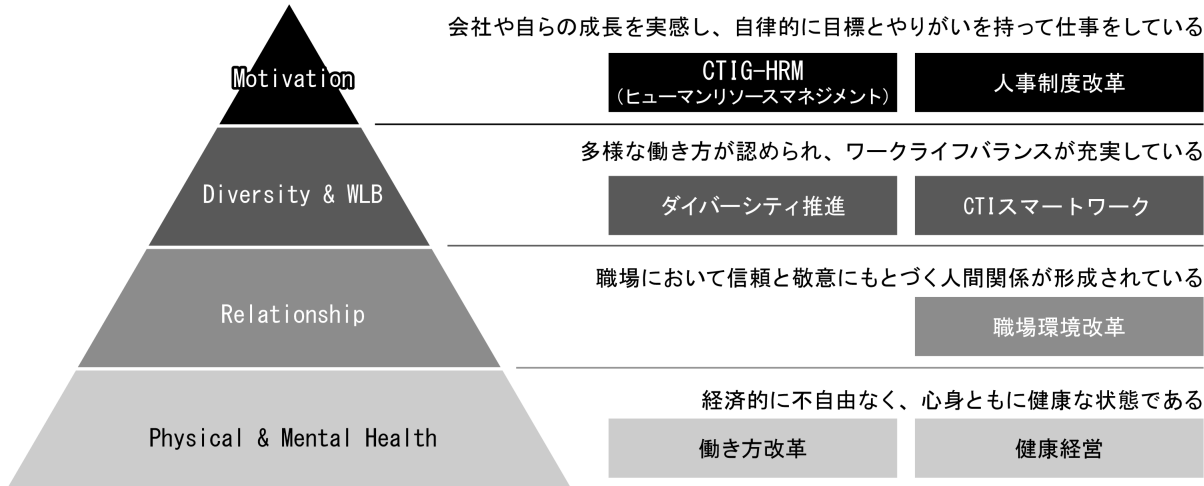 会社や自らの成長を実感し、自律的に目標とやりがいを持って仕事をしている
Motivation
CTIG-HRM
(ヒューマンリソースマネジメント)
人事制度改革
多様な働き方が認められ、ワークライフバランスが充実している
Diversity & WLB
ダイバーシティ推進
CTIスマートワーク
職場において信頼と敬意にもとづく人間関係が形成されている
Relationship
職場環境改革
経済的に不自由なく、心身ともに健康な状態である
Physical & Mental Health
働き方改革
健康経営